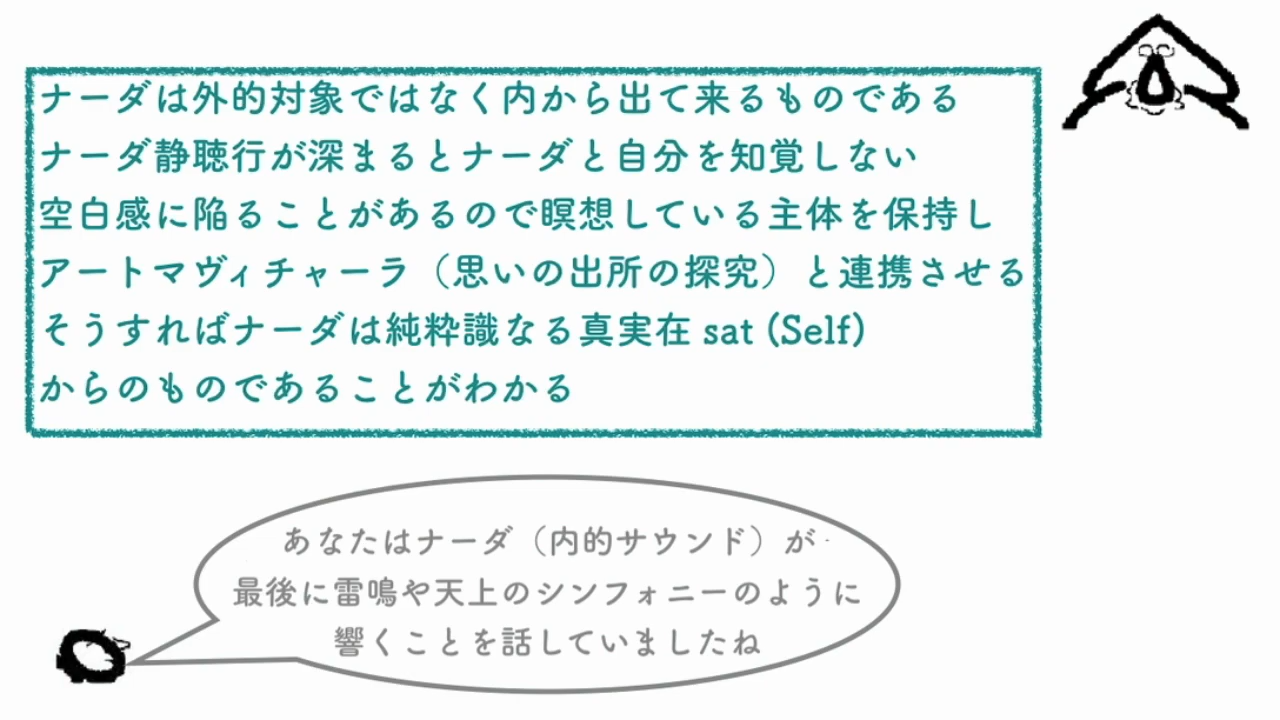 ナーダは外的対象ではなく内から出て来るものである
ナーダ静聴行が深まるとナーダと自分を知覚しない
空白感に陥ることがあるので瞑想している主体を保持し
アートマヴィチャーラ（思いの出所の探究）と連携させる
そうすればナーダは純粋識なる真実在 sat (Self)
からのものであることがわかる
あなたはナーダ（内的サウンド）が
最後に雷鳴や天上のシンフォニーのように
響くことを話していましたね